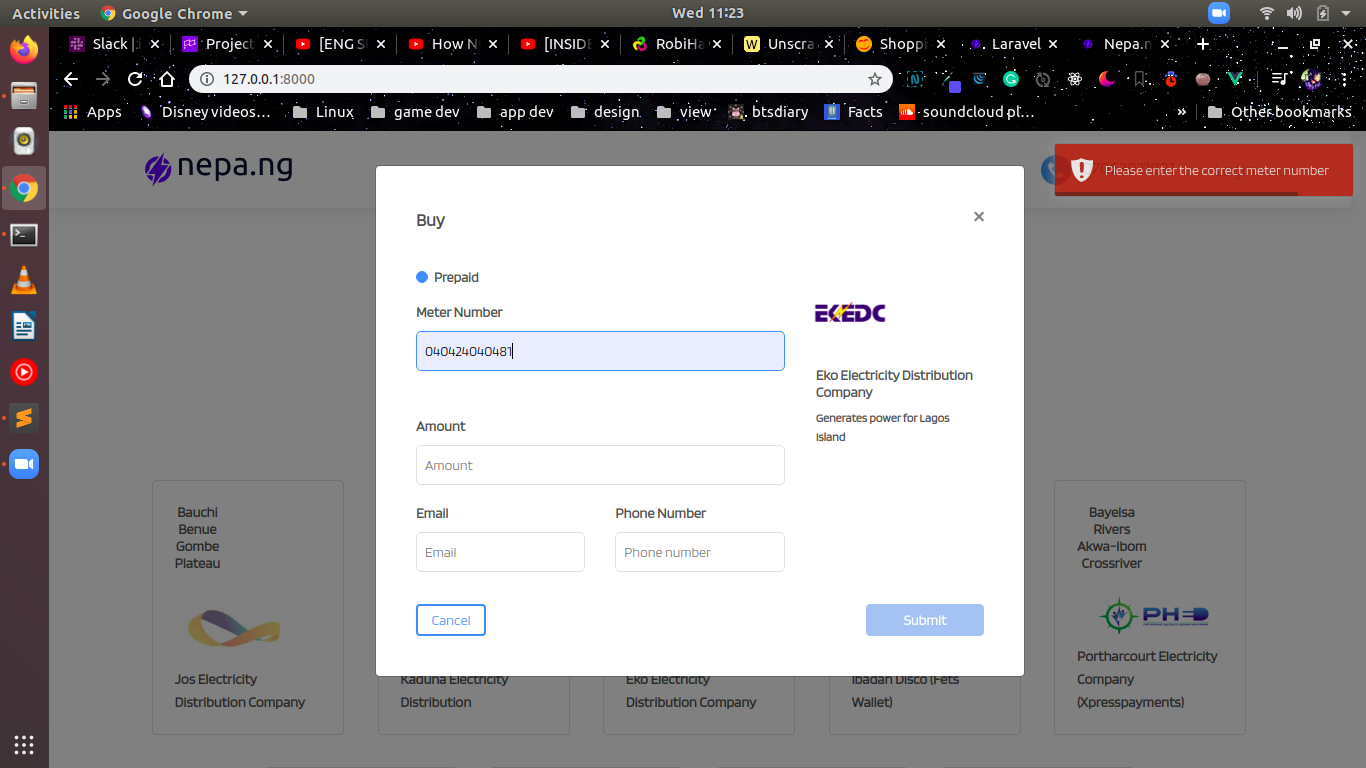 Activities
Google Chrome
Wed 11:23
Slack |
Project
[ENG S
How N
[INSID
RobiHa
Unscra
Shopp
Laravel
Nepa.n
127.0.0.1:8000
Apps
Disney videos...
Linux
game dev
app dev
design
view
btsdiary
Facts
soundcloud pl...
»
Other bookmarks
nepa.ng
Please enter the correct meter number
Buy
×
Prepaid
Meter Number
040424040481
EKEDC
Eko Electricity Distribution
Company
Generates power for Lagos
Island
Amount
Amount
Email
Phone Number
Email
Phone number
Cancel
Submit
Bauchi
Benue
Gombe
Plateau
Jos Electricity
Distribution Company
Kaduna Electricity
Distribution
Eko Electricity
Distribution Company
Ibadan Disco (Fets
Wallet)
Bayelsa
Rivers
Akwa-Ibom
Crossriver
PHED
Portharcourt Electricity
Company
(Xpresspayments)